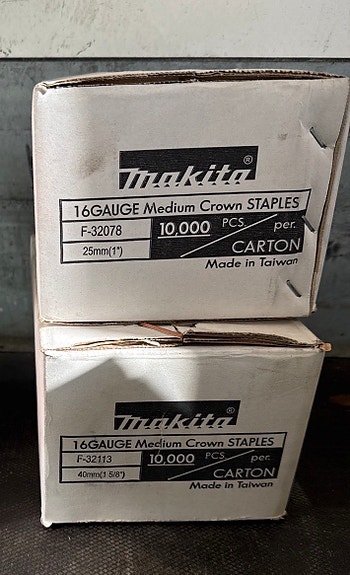 makita®
16GAUGE Medium Crown STAPLES
F-32078
25mm(1")
10,000 PCS. per.
CARTON
Made in Taiwan
makita®
16GAUGE Medium Crown STAPLES
F-32113
40mm(1 5/8")
10,000 PCS. per.
CARTON
Made in Taiwan